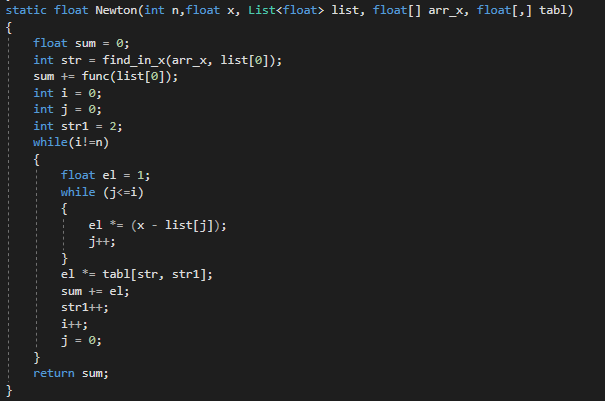 static float Newton(int n,float x, List<float> list, float[] arr_x, float[,] tabl)
{
float sum = 0;
int str = find_in_x(arr_x, list[0]);
sum += func(list[0]);
int i = 0;
int j = 0;
int str1 = 2;
while(i!=n)
{
float el = 1;
while (j<=i)
{
el *= (x - list[j]);
j++;
}
el *= tabl[str, str1];
sum += el;
str1++;
i++;
j = 0;
}
return sum;
}